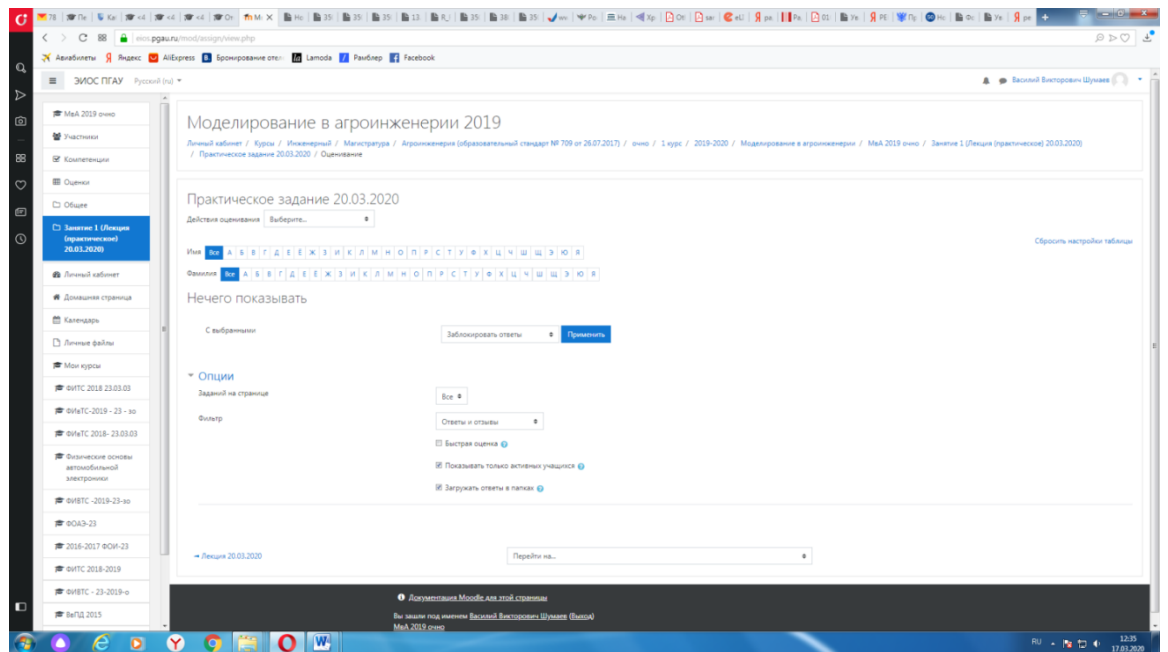 eios.pgau.ru/mod/assign/view.php
Авиабилеты Яндекс AliExpress Бронирование отел Lamoda Рамблер Facebook
ЭИОС ПГАУ Русский (ru)
Василий Викторович Шумаев
МеА 2019 очно
Участники
Компетенции
Оценки
Общее
Занятие 1 (Лекция
(практическое)
20.03.2020)
Личный кабинет
Домашняя страница
Календарь
Личные файлы
Мои курсы
ФИТС 2018 23.03.03
ФИеТС-2019 - 23 - зо
ФИеТС 2018- 23.03.03
Физические основы
автомобильной
электроники
ФИВТС -2019-23-зо
ФОАЭ-23
2016-2017 ФОИ-23
ФИТС 2018-2019
ФИВТС - 23-2019-о
ВеПД 2015
Моделирование в агроинженерии 2019
Личный кабинет / Курсы / Инженерный / Магистратура / Агроинженерия (образовательный стандарт № 709 от 26.07.2017) / очно / 1 курс / 2019-2020 / Моделирование в агроинженерии / МеА 2019 очно / Занятие 1 (Лекция (практическое) 20.03.2020)
/ Практическое задание 20.03.2020 / Оценивание
Практическое задание 20.03.2020
Действия оценивания Выберите...
Сбросить настройки таблицы
Имя Все А Б В Г Д Е Ё Ж З И К Л М Н О П Р С Т У Ф Х Ц Ч Ш Щ Э Ю Я
Фамилия Все А Б В Г Д Е Ё Ж З И К Л М Н О П Р С Т У Ф Х Ц Ч Ш Щ Э Ю Я
Нечего показывать
С выбранными Заблокировать ответы Применить
Опции
Заданий на странице Все
Фильтр Ответы и отзывы
Быстрая оценка
Показывать только активных учащихся
Загружать ответы в папках
→ Лекция 20.03.2020 Перейти на...
Документация Moodle для этой страницы
Вы зашли под именем Василий Викторович Шумаев (Выход)
МеА 2019 очно
RU 12:35
17.03.2020